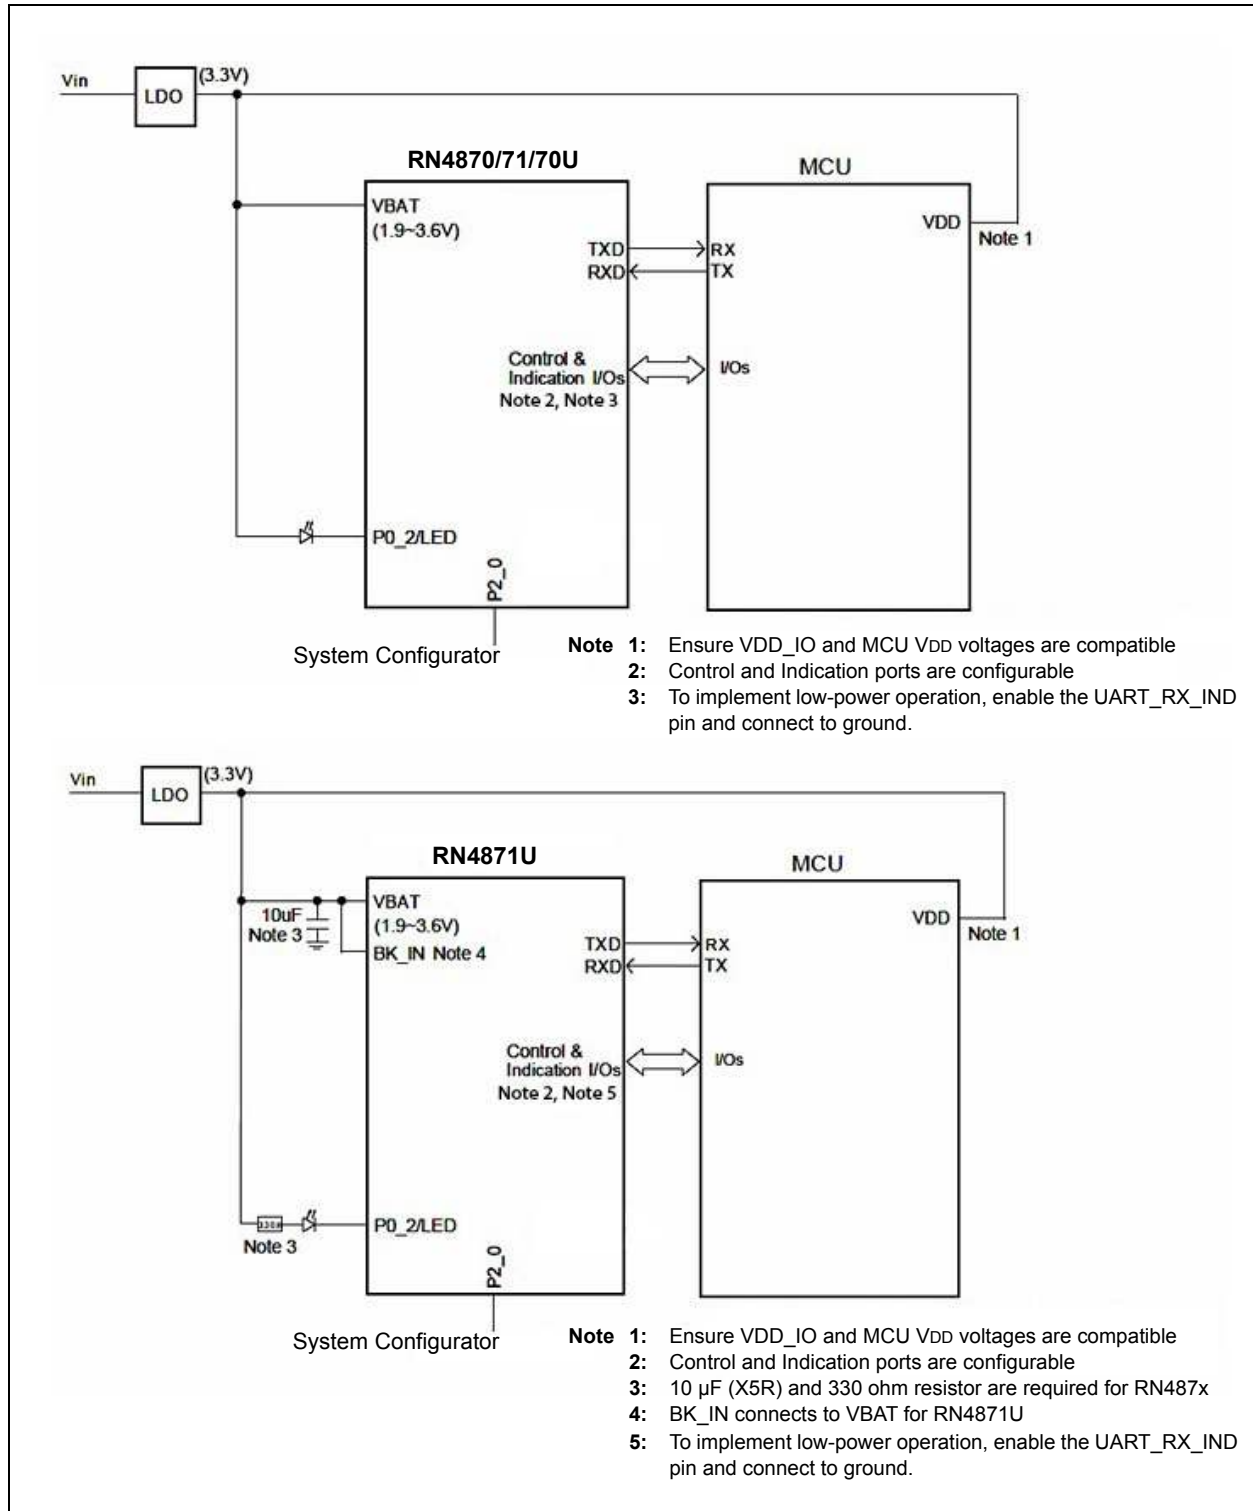 Vin
LDO
(3.3V)
RN4870/71/70U
MCU
VBAT
(1.9~3.6V)
VDD
Note 1
TXD
RX
RXD
TX
Control &
Indication I/Os
Note 2, Note 3
I/Os
P0_2/LED
P2_0
System Configurator
Note 1: Ensure VDD_IO and MCU VDD voltages are compatible
2: Control and Indication ports are configurable
3: To implement low-power operation, enable the UART_RX_IND
pin and connect to ground.
Vin
LDO
(3.3V)
RN4871U
MCU
VBAT
10uF
(1.9~3.6V)
Note 3
BK_IN Note 4
VDD
Note 1
TXD
RX
RXD
TX
Control &
Indication I/Os
Note 2, Note 5
I/Os
P0_2/LED
Note 3
P2_0
System Configurator
Note 1: Ensure VDD_IO and MCU VDD voltages are compatible
2: Control and Indication ports are configurable
3: 10 µF (X5R) and 330 ohm resistor are required for RN487x
4: BK_IN connects to VBAT for RN4871U
5: To implement low-power operation, enable the UART_RX_IND
pin and connect to ground.